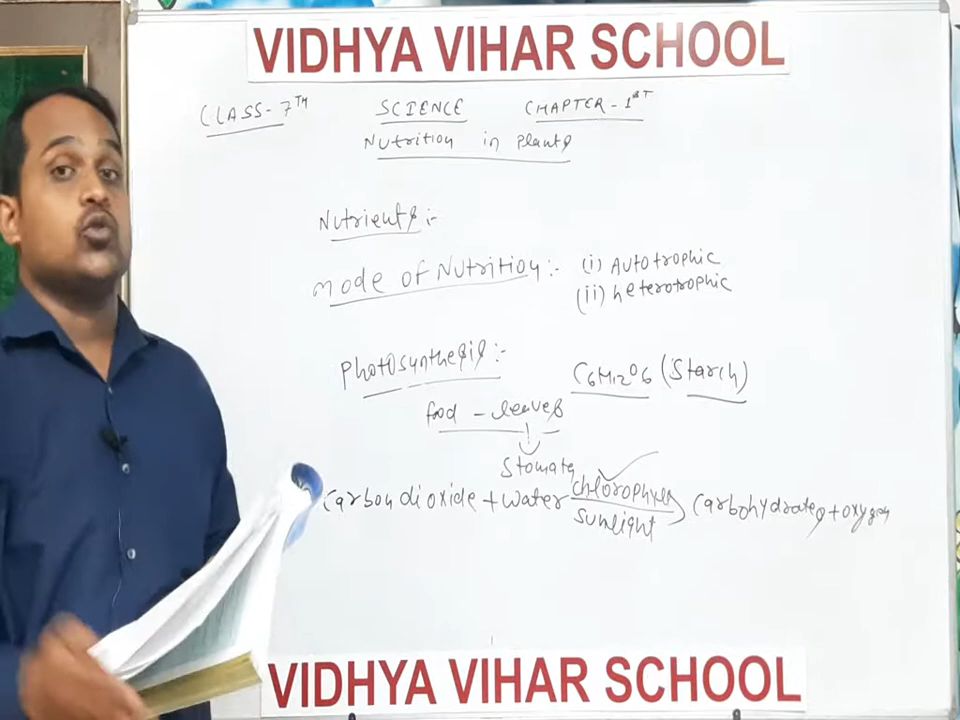 VIDHYA VIHAR SCHOOL
CLASS-7TH SCIENCE CHAPTER-1ST
Nutrition in Plants
Nutrients:-
Mode of Nutrition:- (i) Autotrophic
(ii) heterotrophic
Photosynthesis:- C6H12O6 (Starch)
food - leaves
Stomata
Carbon dioxide + water chlorophyll Carbohydrates + oxygen
sunlight
VIDHYA VIHAR SCHOOL